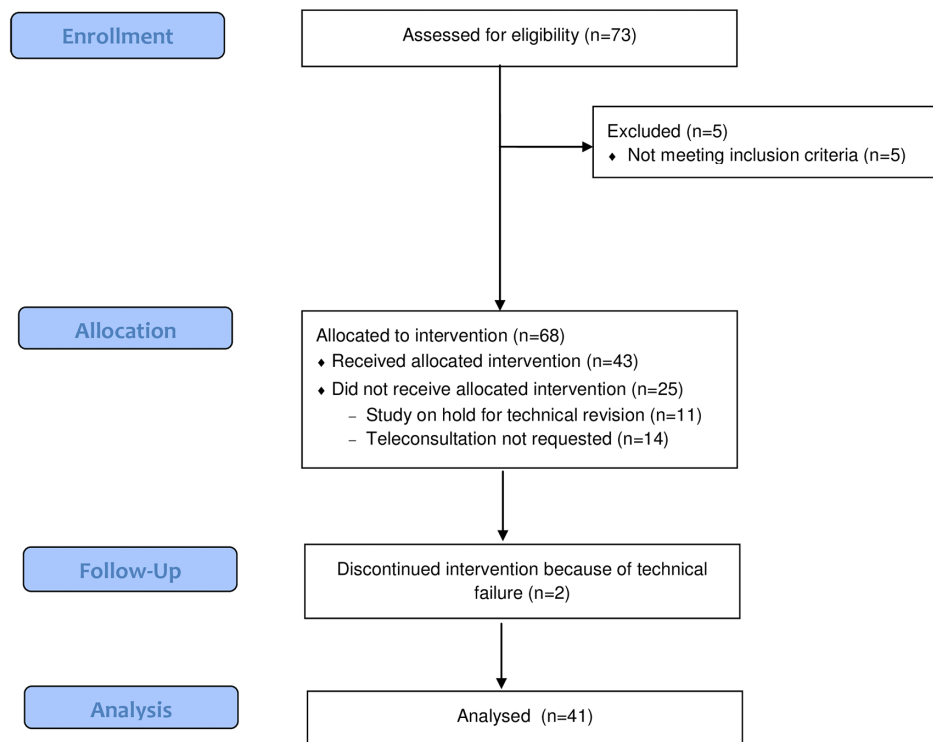 Enrollment
Assessed for eligibility (n=73)
Excluded (n=5)
♦ Not meeting inclusion criteria (n=5)
Allocation
Allocated to intervention (n=68)
♦ Received allocated intervention (n=43)
♦ Did not receive allocated intervention (n=25)
– Study on hold for technical revision (n=11)
– Teleconsultation not requested (n=14)
Follow-Up
Discontinued intervention because of technical
failure (n=2)
Analysis
Analysed (n=41)